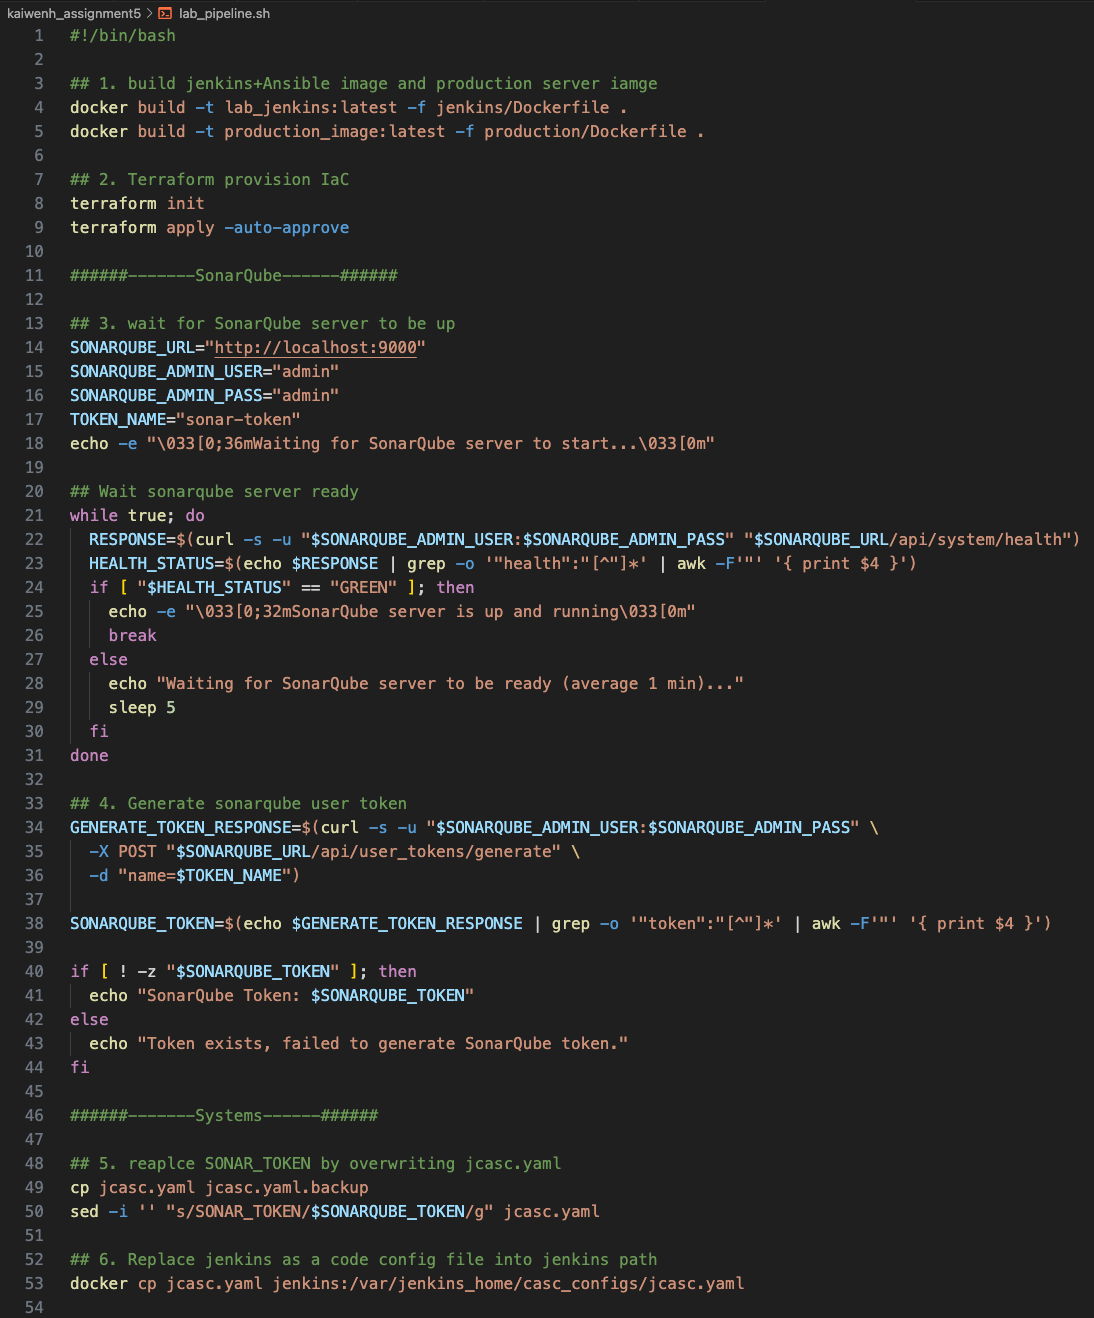 kaiwenh_assignment5 > lab_pipeline.sh
1 #!/bin/bash
2
3 ## 1. build jenkins+Ansible image and production server iamge
4 docker build -t lab_jenkins:latest -f jenkins/Dockerfile .
5 docker build -t production_image:latest -f production/Dockerfile .
6
7 ## 2. Terraform provision IaC
8 terraform init
9 terraform apply -auto-approve
10
11 ######-------SonarQube------######
12
13 ## 3. wait for SonarQube server to be up
14 SONARQUBE_URL="http://localhost:9000"
15 SONARQUBE_ADMIN_USER="admin"
16 SONARQUBE_ADMIN_PASS="admin"
17 TOKEN_NAME="sonar-token"
18 echo -e "\033[0;36mWaiting for SonarQube server to start...\033[0m"
19
20 ## Wait sonarqube server ready
21 while true; do
22 RESPONSE=$(curl -s -u "$SONARQUBE_ADMIN_USER:$SONARQUBE_ADMIN_PASS" "$SONARQUBE_URL/api/system/health")
23 HEALTH_STATUS=$(echo $RESPONSE | grep -o '"health":"[^"]*' | awk -F'"' '{ print $4 }')
24 if [ "$HEALTH_STATUS" == "GREEN" ]; then
25 echo -e "\033[0;32mSonarQube server is up and running\033[0m"
26 break
27 else
28 echo "Waiting for SonarQube server to be ready (average 1 min)..."
29 sleep 5
30 fi
31 done
32
33 ## 4. Generate sonarqube user token
34 GENERATE_TOKEN_RESPONSE=$(curl -s -u "$SONARQUBE_ADMIN_USER:$SONARQUBE_ADMIN_PASS" \
35 -X POST "$SONARQUBE_URL/api/user_tokens/generate" \
36 -d "name=$TOKEN_NAME")
37
38 SONARQUBE_TOKEN=$(echo $GENERATE_TOKEN_RESPONSE | grep -o '"token":"[^"]*' | awk -F'"' '{ print $4 }')
39
40 if [ ! -z "$SONARQUBE_TOKEN" ]; then
41 echo "SonarQube Token: $SONARQUBE_TOKEN"
42 else
43 echo "Token exists, failed to generate SonarQube token."
44 fi
45
46 ######-------Systems------######
47
48 ## 5. reaplce SONAR_TOKEN by overwriting jcasc.yaml
49 cp jcasc.yaml jcasc.yaml.backup
50 sed -i '' "s/SONAR_TOKEN/$SONARQUBE_TOKEN/g" jcasc.yaml
51
52 ## 6. Replace jenkins as a code config file into jenkins path
53 docker cp jcasc.yaml jenkins:/var/jenkins_home/casc_configs/jcasc.yaml
54